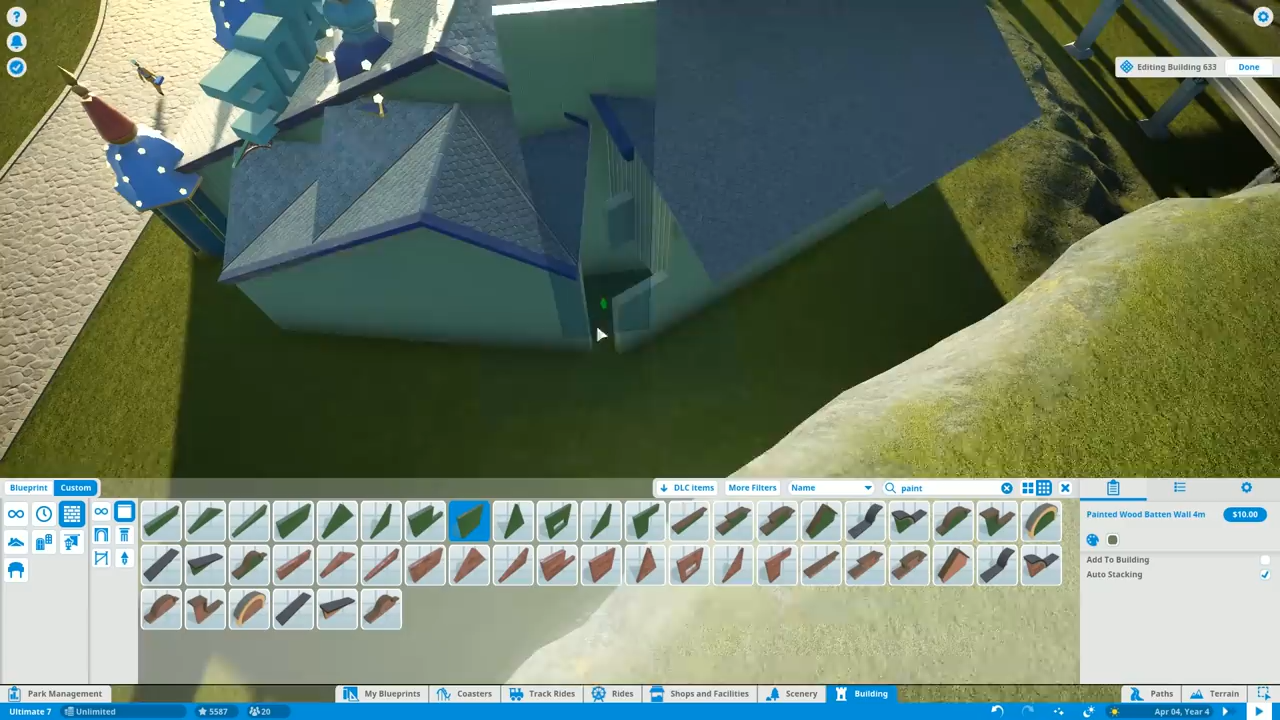 Editing Building 633 Done
Blueprint Custom DLC items More Filters Name paint
Painted Wood Batten Wall 4m $10.00
Add To Building
Auto Stacking
Park Management My Blueprints Coasters Track Rides Rides Shops and Facilities Scenery Building Paths Terrain
Ultimate 7 Unlimited 5587 20 Apr 04, Year 4